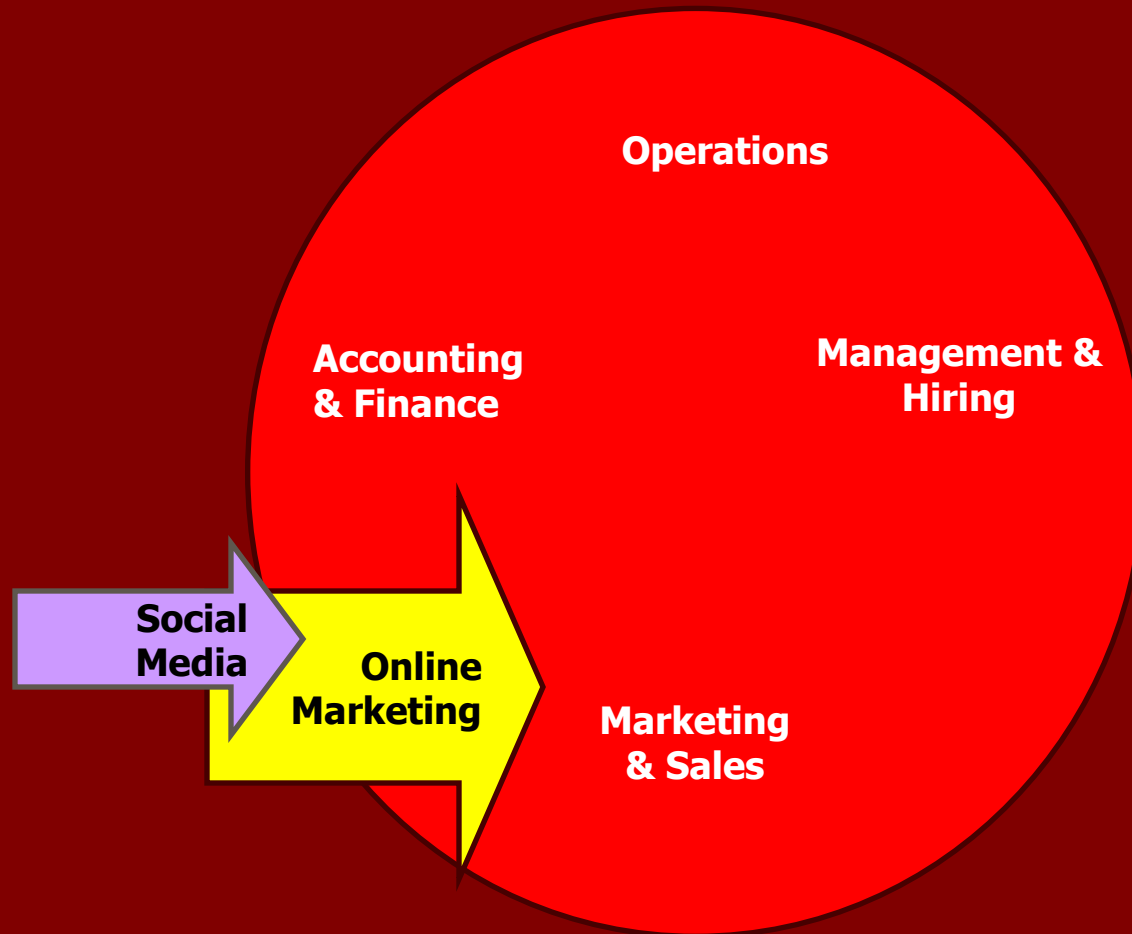 Operations
Accounting
& Finance
Management &
Hiring
Social
Media
Online
Marketing
Marketing
& Sales